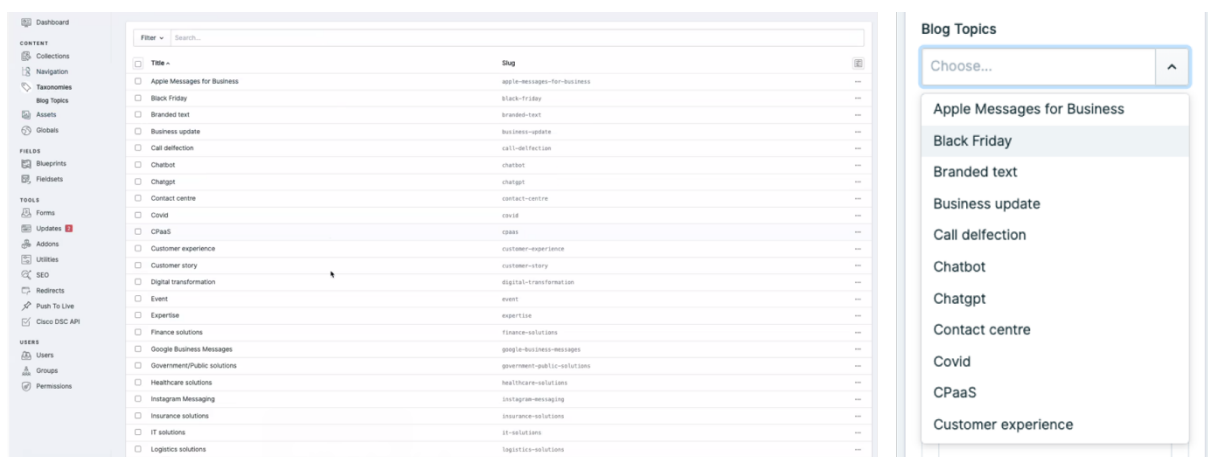 Dashboard
CONTENT
Collections
Navigation
Taxonomies
Blog Topics
Assets
Globals
FIELDS
Blueprints
Fieldsets
TOOLS
Forms
Updates
Addons
Utilities
SEO
Redirects
Push To Live
Cisco DSC API
USERS
Users
Groups
Permissions
Filter Search...
Title Slug
Apple Messages for Business apple-messages-for-business
Black Friday black-friday
Branded text branded-text
Business update business-update
Call delfection call-delfection
Chatbot chatbot
Chatgpt chatgpt
Contact centre contact-centre
Covid covid
CPaaS cpaas
Customer experience customer-experience
Customer story customer-story
Digital transformation digital-transformation
Event event
Expertise expertise
Finance solutions finance-solutions
Google Business Messages google-business-messages
Government/Public solutions government-public-solutions
Healthcare solutions healthcare-solutions
Instagram Messaging instagram-messaging
Insurance solutions insurance-solutions
IT solutions it-solutions
Logistics solutions logistics-solutions
Blog Topics
Choose...
Apple Messages for Business
Black Friday
Branded text
Business update
Call delfection
Chatbot
Chatgpt
Contact centre
Covid
CPaaS
Customer experience